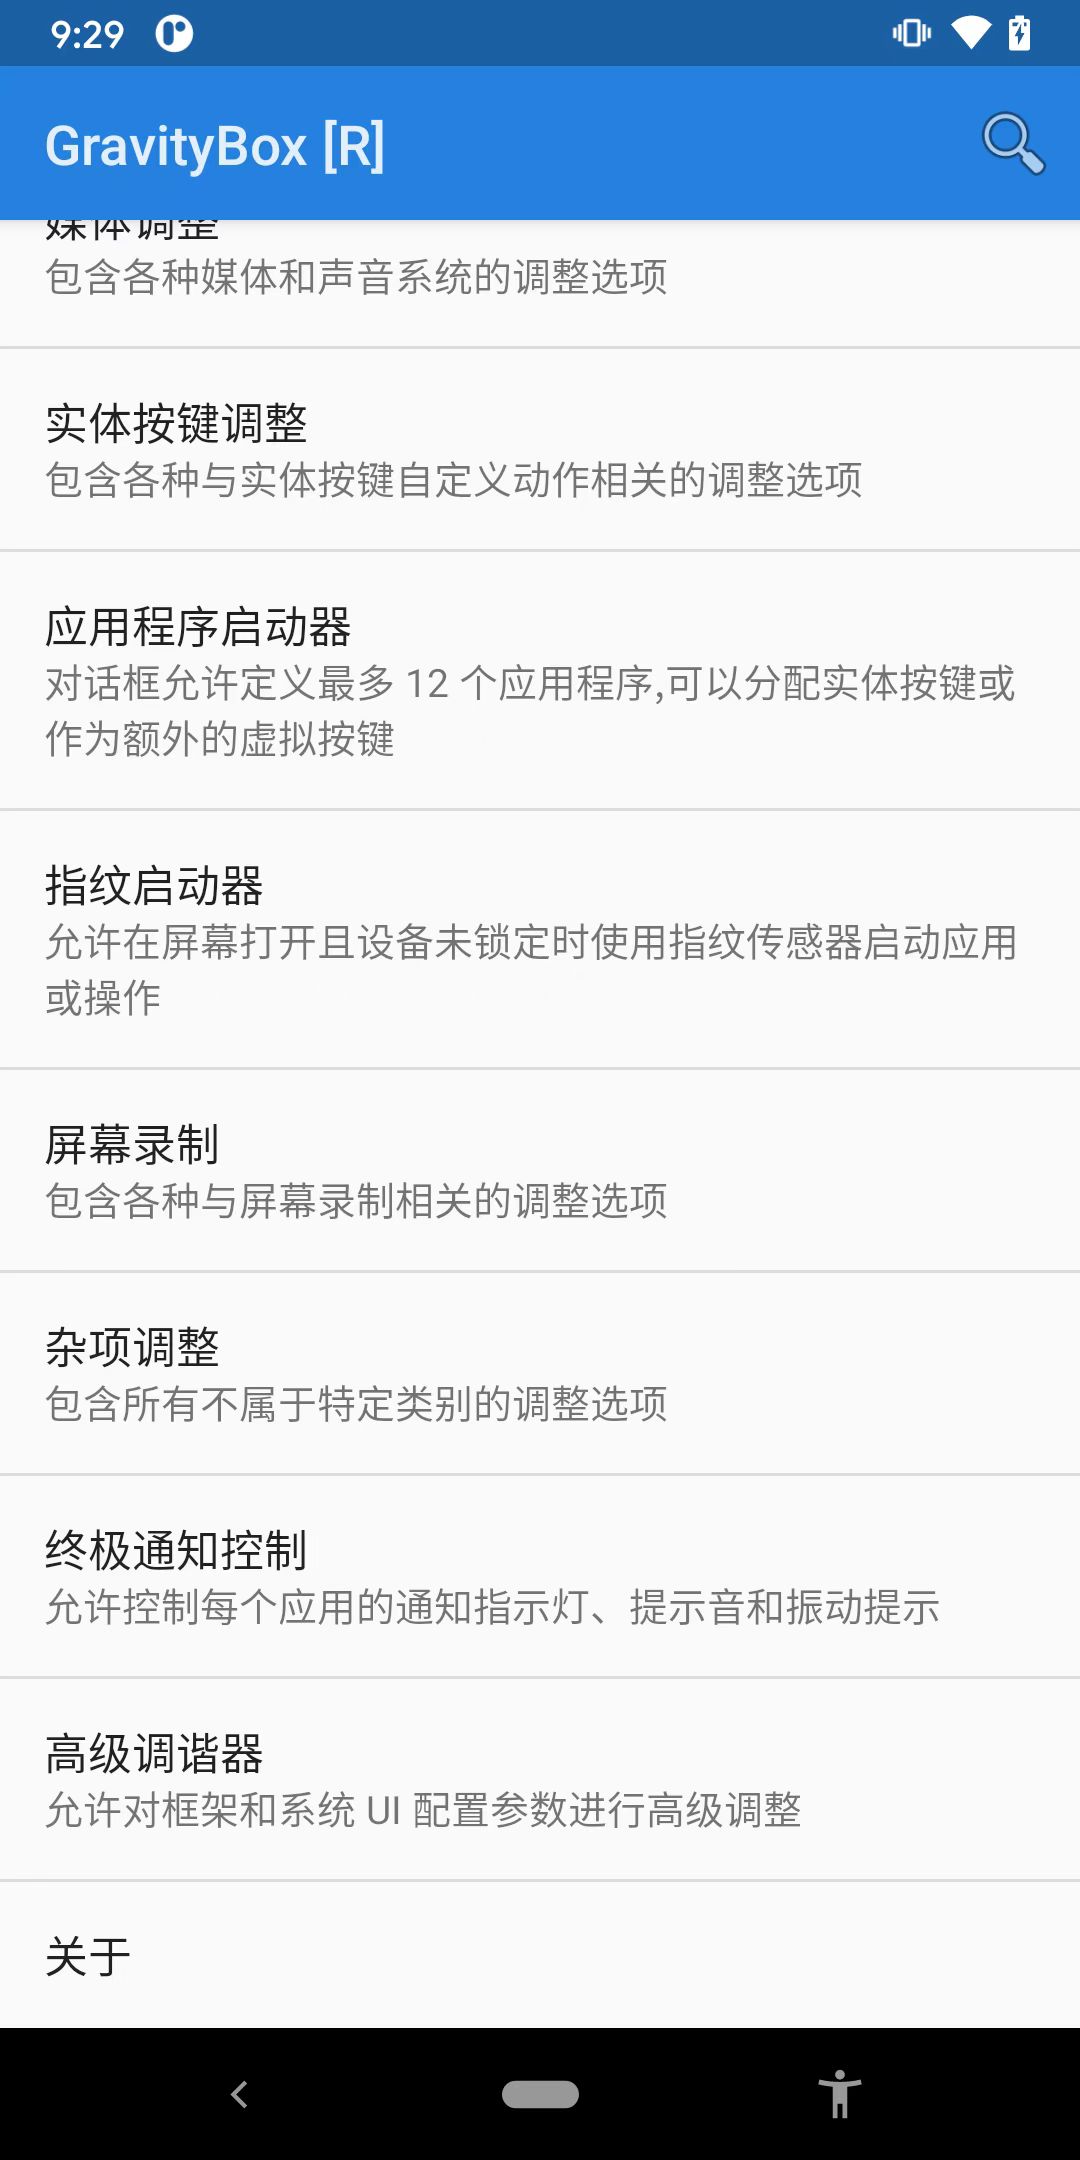 9:29
GravityBox [R]
媒体调整
包含各种媒体和声音系统的调整选项
实体按键调整
包含各种与实体按键自定义动作相关的调整选项
应用程序启动器
对话框允许定义最多 12 个应用程序,可以分配实体按键或
作为额外的虚拟按键
指纹启动器
允许在屏幕打开且设备未锁定时使用指纹传感器启动应用
或操作
屏幕录制
包含各种与屏幕录制相关的调整选项
杂项调整
包含所有不属于特定类别的调整选项
终极通知控制
允许控制每个应用的通知指示灯、提示音和振动提示
高级调谐器
允许对框架和系统 UI 配置参数进行高级调整
关于